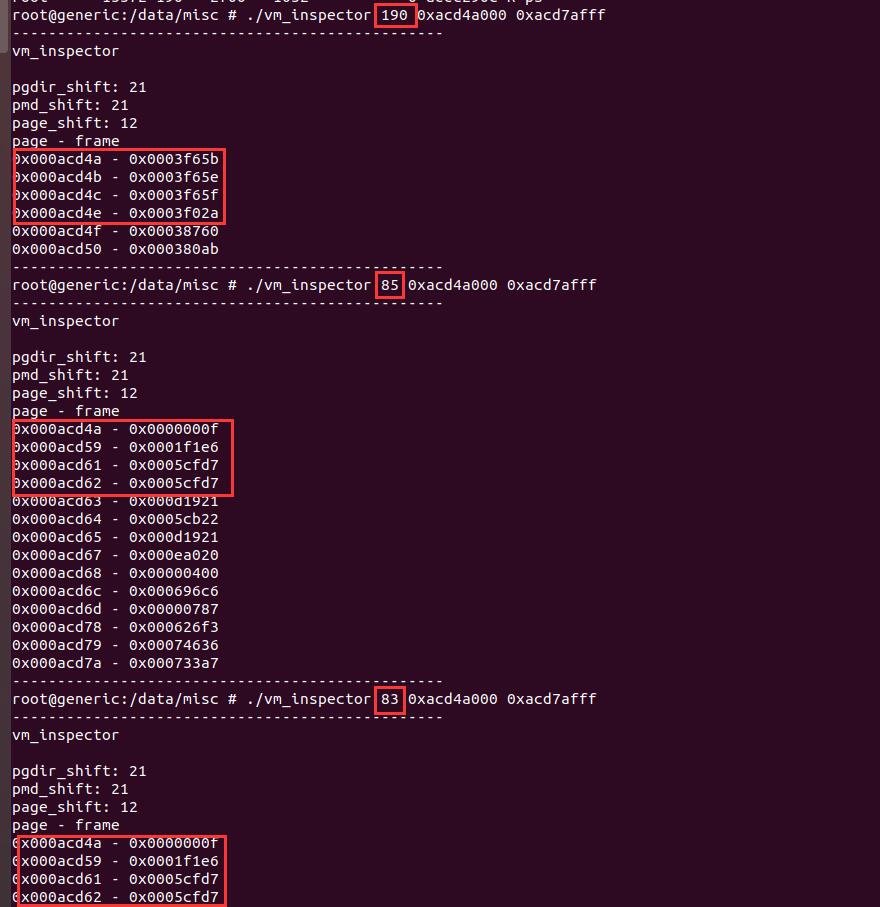 root@generic:/data/misc # ./vm_inspector 190 0xacd4a000 0xacd7afff
------------------------------------------------
vm_inspector
pgdir_shift: 21
pmd_shift: 21
page_shift: 12
page - frame
0x000acd4a - 0x0003f65b
0x000acd4b - 0x0003f65e
0x000acd4c - 0x0003f65f
0x000acd4e - 0x0003f02a
0x000acd4f - 0x00038760
0x000acd50 - 0x000380ab
------------------------------------------------
root@generic:/data/misc # ./vm_inspector 85 0xacd4a000 0xacd7afff
------------------------------------------------
vm_inspector
pgdir_shift: 21
pmd_shift: 21
page_shift: 12
page - frame
0x000acd4a - 0x0000000f
0x000acd59 - 0x0001f1e6
0x000acd61 - 0x0005cfd7
0x000acd62 - 0x0005cfd7
0x000acd63 - 0x000d1921
0x000acd64 - 0x0005cb22
0x000acd65 - 0x000d1921
0x000acd67 - 0x000ea020
0x000acd68 - 0x00000400
0x000acd6c - 0x000696c6
0x000acd6d - 0x00000787
0x000acd78 - 0x000626f3
0x000acd79 - 0x00074636
0x000acd7a - 0x000733a7
------------------------------------------------
root@generic:/data/misc # ./vm_inspector 83 0xacd4a000 0xacd7afff
------------------------------------------------
vm_inspector
pgdir_shift: 21
pmd_shift: 21
page_shift: 12
page - frame
0x000acd4a - 0x0000000f
0x000acd59 - 0x0001f1e6
0x000acd61 - 0x0005cfd7
0x000acd62 - 0x0005cfd7